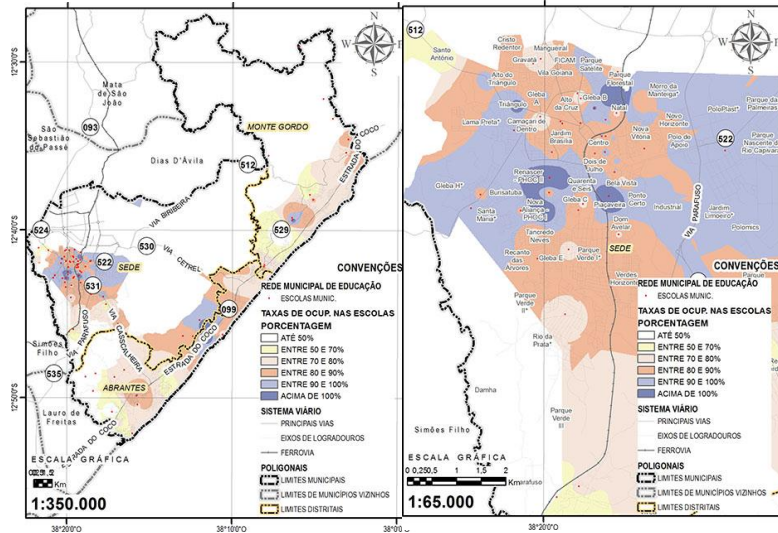 N
W
S
12°30'0"S
12°40'0"S
12°50'0"S
Mata
de São
João
093
São
Sebastião
do Passé
Dias D'Ávila
MONTE GORDO
512
ESTRADA DO COCO
VIA BIRIBEIRA
524
530
VIA CETREL
529
522
SEDE
531
099
VIA PARAFUSO
VIA CASCALHEIRA
ESTRADA DO COCO
Simões
Filho
535
ABRANTES
Lauro de
Freitas
ESTRADA DO COCO
ESCALA GRÁFICA
Km
1:350.000
38°20'0"O
38°10'0"O
CONVENÇÕES
REDE MUNICIPAL DE EDUCAÇÃO
ESCOLAS MUNIC.
TAXAS DE OCUP. NAS ESCOLAS
PORCENTAGEM
ATÉ 50%
ENTRE 50 E 70%
ENTRE 70 E 80%
ENTRE 80 E 90%
ENTRE 90 E 100%
ACIMA DE 100%
SISTEMA VIÁRIO
PRINCIPAIS VIAS
EIXOS DE LOGRADOUROS
FERROVIA
POLIGONAIS
LIMITES MUNICIPAIS
LIMITES DE MUNICÍPIOS VIZINHOS
LIMITES DISTRITAIS
N
W
S
512
Santo
Antônio
Cristo
Redentor
Mangueiral
Gravatá
FICAM
Parque
Satélite
Vila Goiana
Alto do
Triângulo
Parque
Florestal
Gleba
A
Alto
da Cruz
Gleba B
Triângulo
Natal
Morro da
Manteiga*
PoloPlast*
Parque da
Palmeiras
Lama Preta*
Camaçari de
Dentro
Jardim
Brasília
Nova
Vitória
Novo
Horizonte
Polo de
Apoio
522
Parque
Nascente d
Rio Capivara
Centro
Dois de
Julho
Renascer
PHOC II
Quarenta
e Seis
Bela Vista
Gleba H*
Burissatuba
Nova
Aliança
PHOC I
Gleba C
Piaçaveira
Ponto
Certo
Industrial
Jardim
Limoeiro*
Santa
Maria*
Polomics
Dom
Avelar
VIA PARAFUSO
Tancredo
Neves
Recanto
das
Árvores
Gleba E
Parque
Verde I*
SEDE
Verdes
Horizonte
Parque
Verde
II*
Rio da
Prata*
Damha
Simões Filho
Parque
Verde
III
ESCALA GRÁFICA
0 0,25 0,5 1 1,5 2
Km
1:65.000
38°20'0"O
CONVENÇÕES
REDE MUNICIPAL DE EDUCAÇÃO
ESCOLAS MUNIC.
TAXAS DE OCUP. NAS ESCOLAS
PORCENTAGEM
ATÉ 50%
ENTRE 50 E 70%
ENTRE 70 E 80%
ENTRE 80 E 90%
ENTRE 90 E 100%
ACIMA DE 100%
SISTEMA VIÁRIO
PRINCIPAIS VIAS
EIXOS DE LOGRADOUROS
FERROVIA
POLIGONAIS
LIMITES MUNICIPAIS
LIMITES DE MUNICÍPIOS VIZINHOS
LIMITES DISTRITAIS